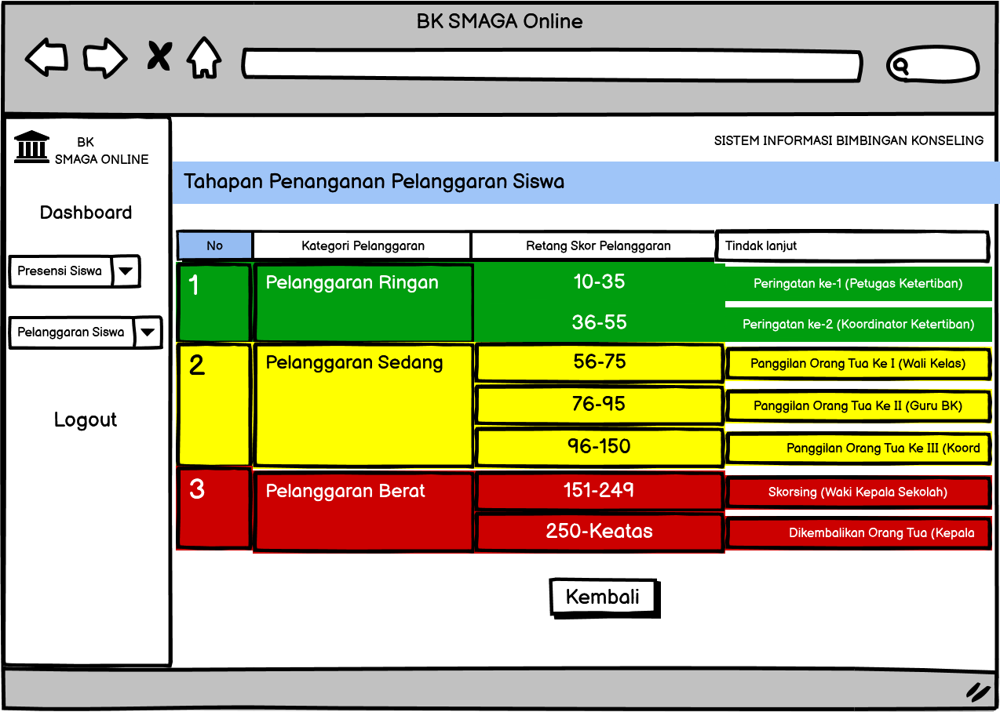 BK SMAGA Online
BK
SMAGA ONLINE
SISTEM INFORMASI BIMBINGAN KONSELING
Tahapan Penanganan Pelanggaran Siswa
Dashboard
Presensi Siswa
Pelanggaran Siswa
Logout
No Kategori Pelanggaran Retang Skor Pelanggaran Tindak lanjut
1 Pelanggaran Ringan 10-35 Peringatan ke-1 (Petugas Ketertiban)
36-55 Peringatan ke-2 (Koordinator Ketertiban)
2 Pelanggaran Sedang 56-75 Panggilan Orang Tua Ke I (Wali Kelas)
76-95 Panggilan Orang Tua Ke II (Guru BK)
96-150 Panggilan Orang Tua Ke III (Koord
3 Pelanggaran Berat 151-249 Skorsing (Waki Kepala Sekolah)
250-Keatas Dikembalikan Orang Tua (Kepala
Kembali